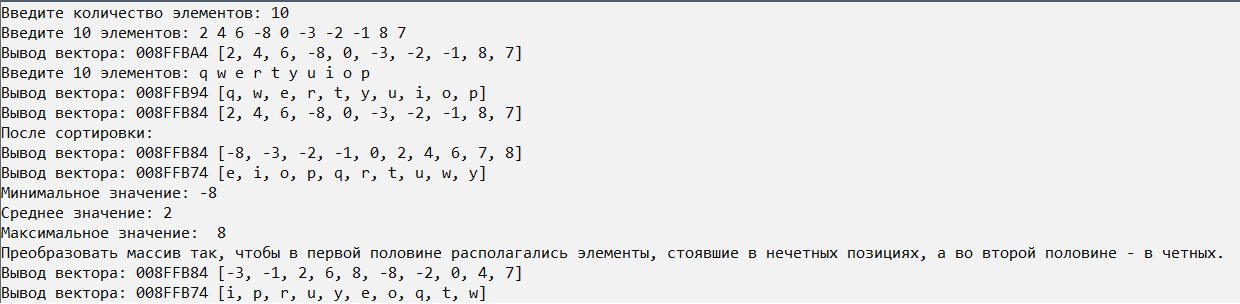 Введите количество элементов: 10
Введите 10 элементов: 2 4 6 -8 0 -3 -2 -1 8 7
Вывод вектора: 008FFBA4 [2, 4, 6, -8, 0, -3, -2, -1, 8, 7]
Введите 10 элементов: q w e r t y u i o p
Вывод вектора: 008FFB94 [q, w, e, r, t, y, u, i, o, p]
Вывод вектора: 008FFB84 [2, 4, 6, -8, 0, -3, -2, -1, 8, 7]
После сортировки:
Вывод вектора: 008FFB84 [-8, -3, -2, -1, 0, 2, 4, 6, 7, 8]
Вывод вектора: 008FFB74 [e, i, o, p, q, r, t, u, w, y]
Минимальное значение: -8
Среднее значение: 2
Максимальное значение:  8
Преобразовать массив так, чтобы в первой половине располагались элементы, стоявшие в нечетных позициях, а во второй половине - в четных.
Вывод вектора: 008FFB84 [-3, -1, 2, 6, 8, -8, -2, 0, 4, 7]
Вывод вектора: 008FFB74 [i, p, r, u, y, e, o, q, t, w]